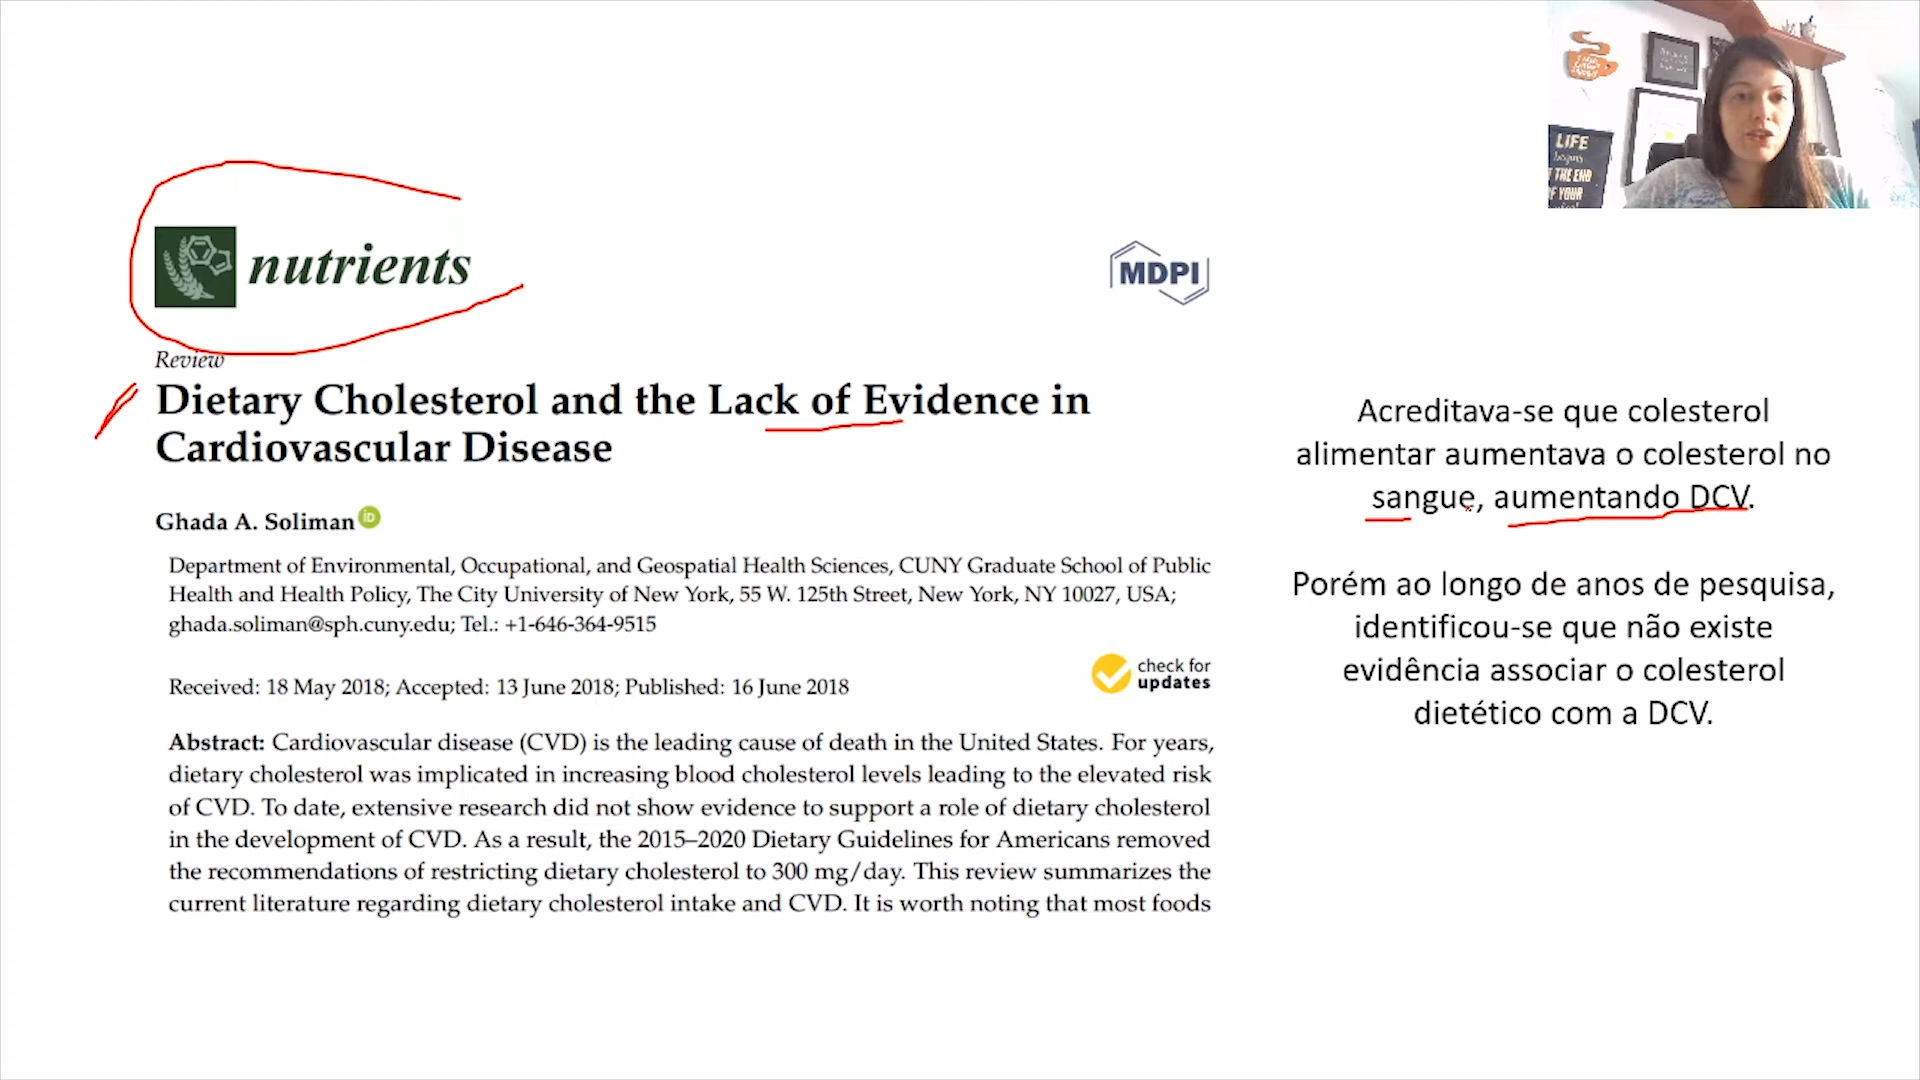 nutrients
MDPI
Review
Dietary Cholesterol and the Lack of Evidence in
Cardiovascular Disease
Ghada A. Soliman iD
Department of Environmental, Occupational, and Geospatial Health Sciences, CUNY Graduate School of Public
Health and Health Policy, The City University of New York, 55 W. 125th Street, New York, NY 10027, USA;
ghada.soliman@sph.cuny.edu; Tel.: +1-646-364-9515
check for
updates
Received: 18 May 2018; Accepted: 13 June 2018; Published: 16 June 2018
Abstract: Cardiovascular disease (CVD) is the leading cause of death in the United States. For years,
dietary cholesterol was implicated in increasing blood cholesterol levels leading to the elevated risk
of CVD. To date, extensive research did not show evidence to support a role of dietary cholesterol
in the development of CVD. As a result, the 2015–2020 Dietary Guidelines for Americans removed
the recommendations of restricting dietary cholesterol to 300 mg/day. This review summarizes the
current literature regarding dietary cholesterol intake and CVD. It is worth noting that most foods
Acreditava-se que colesterol
alimentar aumentava o colesterol no
sangue, aumentando DCV.
Porém ao longo de anos de pesquisa,
identificou-se que não existe
evidência associar o colesterol
dietético com a DCV.
LIFE
begins
THE END
OF YOUR